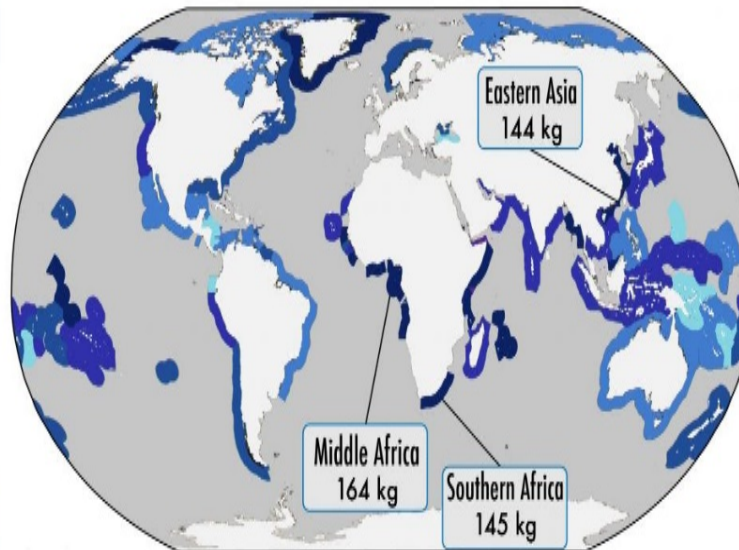 Eastern Asia
144 kg
Middle Africa
164 kg
Southern Africa
145 kg